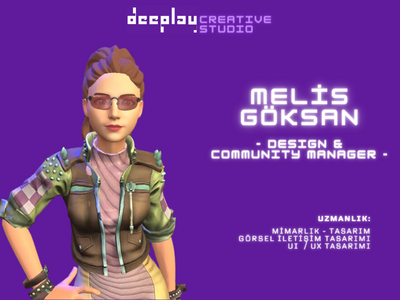 deeplay. CREATIVE
STUDIO
MELİS
GÖKSAN
- DESIGN &
COMMUNITY MANAGER -
UZMANLIK:
MİMARLIK - TASARIM
GÖRSEL İLETİŞİM TASARIMI
UI / UX TASARIMI